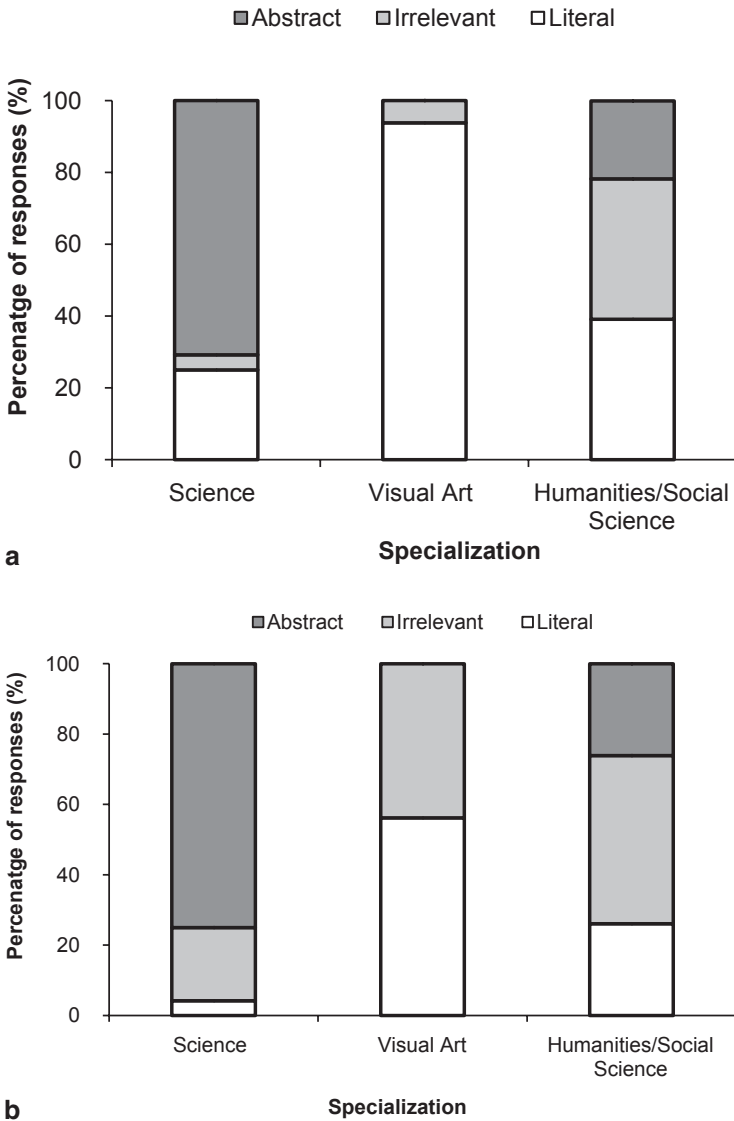 Abstract Irrelevant Literal
Percenatge of responses (%)
100
80
60
40
20
0
Science Visual Art Humanities/Social
Science
Specialization
a
Abstract Irrelevant Literal
Percenatge of responses (%)
100
80
60
40
20
0
Science Visual Art Humanities/Social
Science
Specialization
b